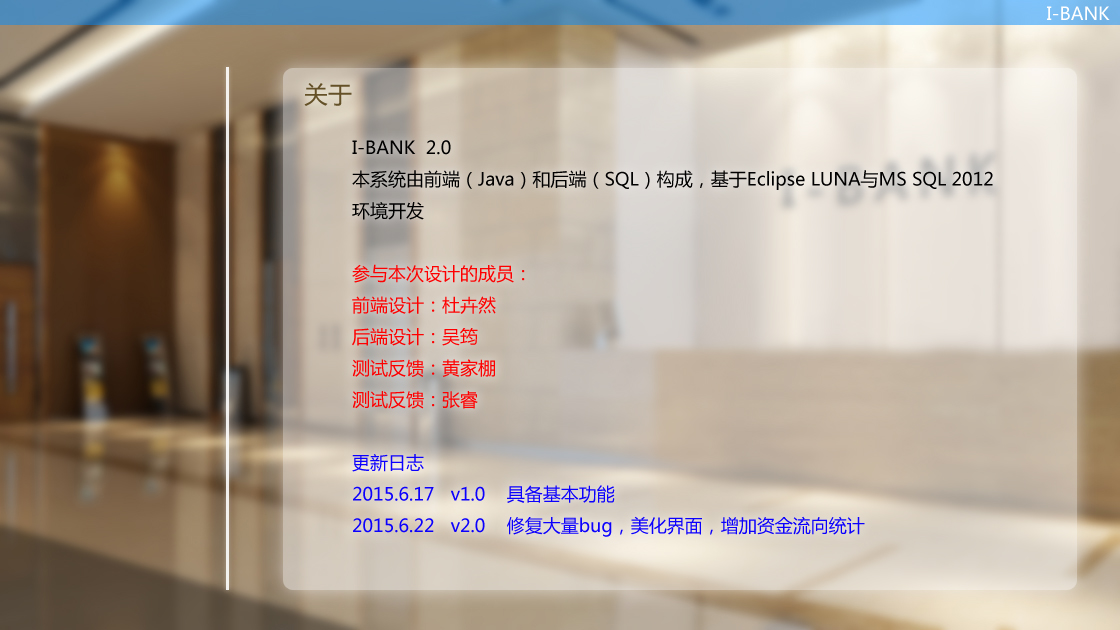 I-BANK
关于
I-BANK 2.0
本系统由前端（Java）和后端（SQL）构成，基于Eclipse LUNA与MS SQL 2012
环境开发
I-BANK
参与本次设计的成员：
前端设计：杜卉然
后端设计：吴筠
测试反馈：黄家棚
测试反馈：张睿
更新日志
2015.6.17 v1.0 具备基本功能
2015.6.22 v2.0 修复大量bug，美化界面，增加资金流向统计